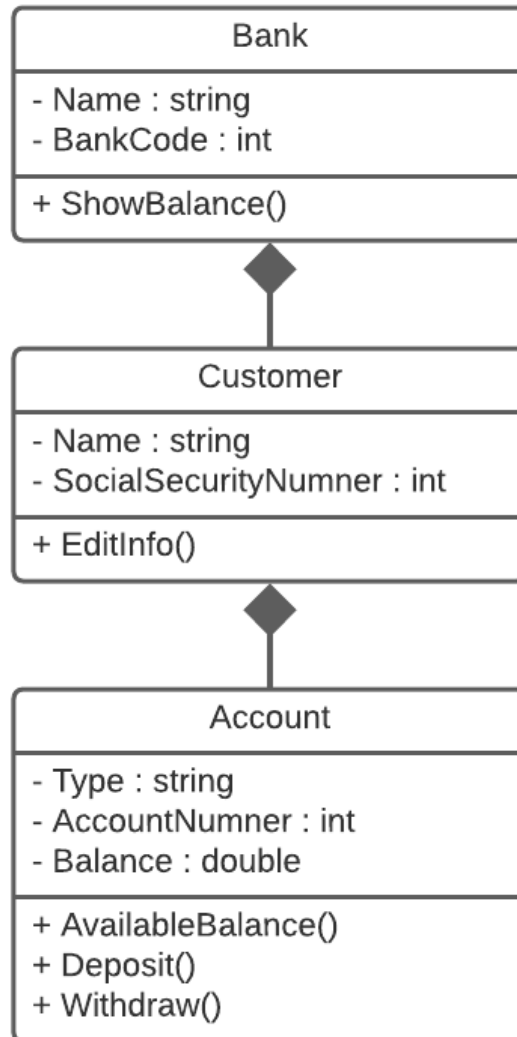 Bank
- Name : string
- BankCode : int
+ ShowBalance()
Customer
- Name : string
- SocialSecurityNumner : int
+ EditInfo()
Account
- Type : string
- AccountNumner : int
- Balance : double
+ AvailableBalance()
+ Deposit()
+ Withdraw()